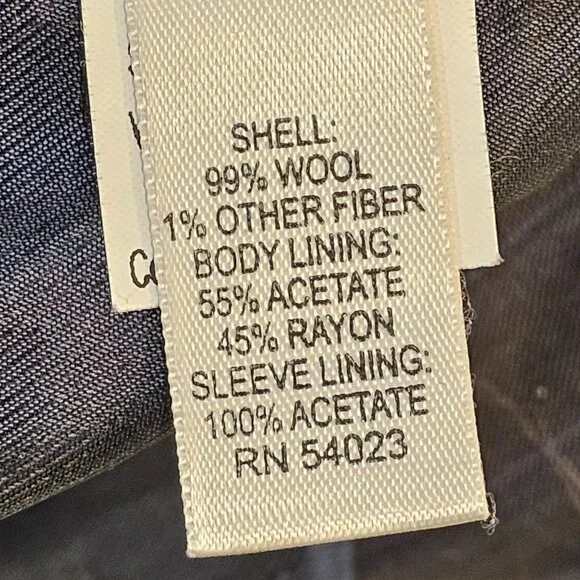 SHELL:
99% WOOL
1% OTHER FIBER
BODY LINING:
55% ACETATE
45% RAYON
SLEEVE LINING:
100% ACETATE
RN 54023